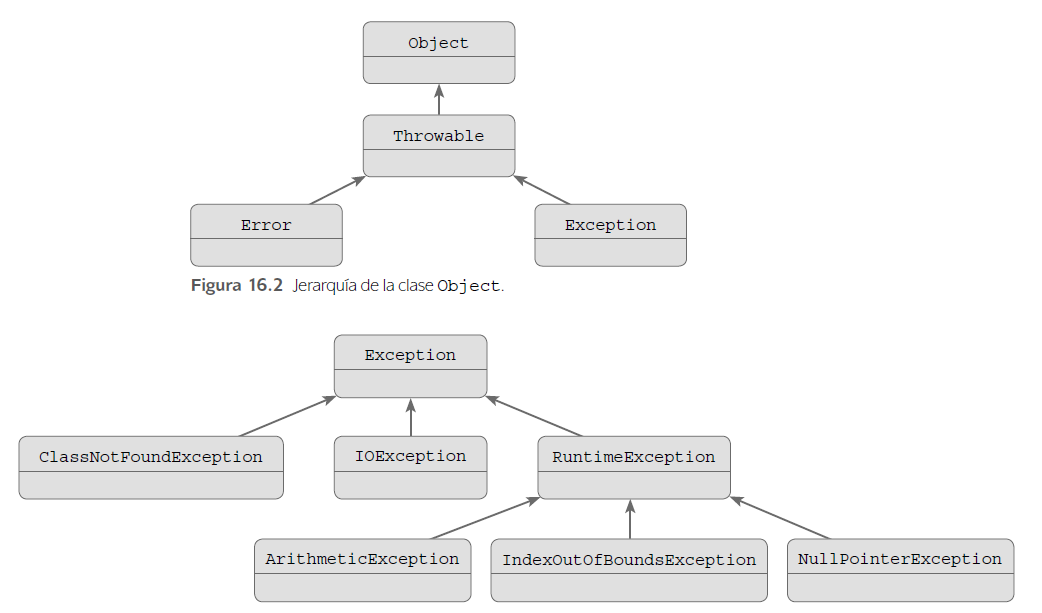 Object
Throwable
Error
Exception
Figura 16.2 Jerarquía de la clase Object.
Exception
ClassNotFoundException
IOException
RuntimeException
ArithmeticException
IndexOutOfBoundsException
NullPointerException